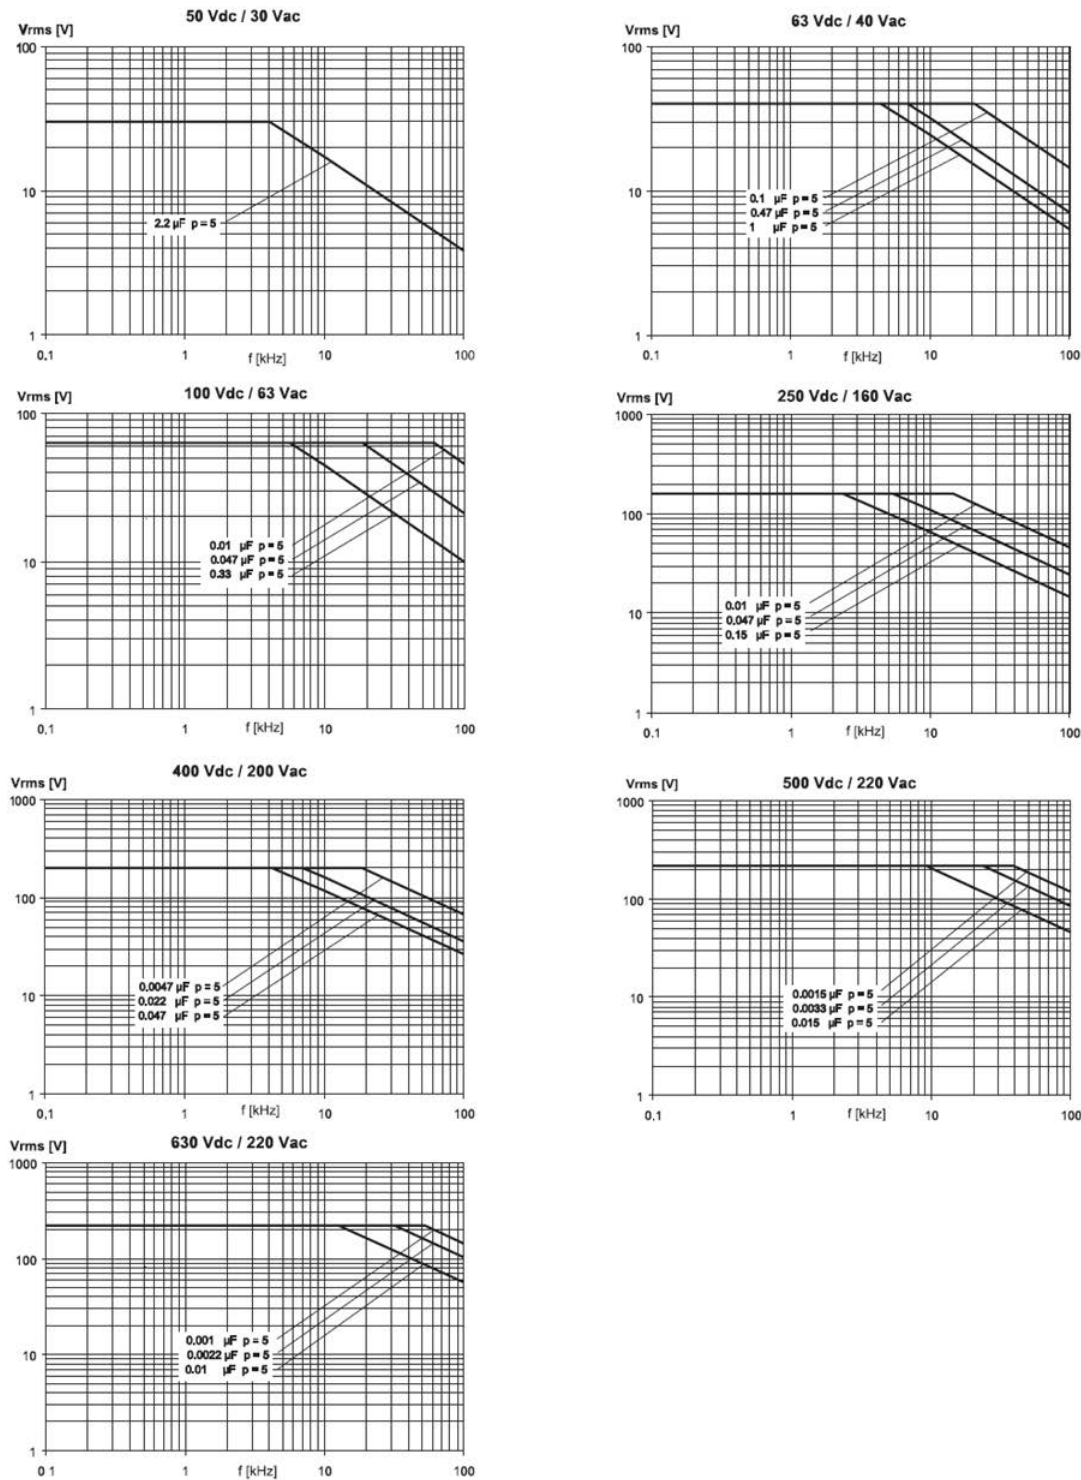 50 Vdc / 30 Vac
Vrms [V]
100
10
2.2 µF p = 5
1
0.1 1 10 100
f [kHz]
63 Vdc / 40 Vac
Vrms [V]
100
10
0.1 µF p = 5
0.47 µF p = 5
1 µF p = 5
1
0.1 1 10 100
f [kHz]
100 Vdc / 63 Vac
Vrms [V]
100
0.01 µF p = 5
0.047 µF p = 5
0.33 µF p = 5
10
1
0.1 1 10 100
f [kHz]
250 Vdc / 160 Vac
Vrms [V]
1000
100
0.01 µF p = 5
10
0.047 µF p = 5
0.15 µF p = 5
1
0.1 1 10 100
f [kHz]
400 Vdc / 200 Vac
Vrms [V]
1000
100
0.0047 µF p = 5
10
0.022 µF p = 5
0.047 µF p = 5
1
0,1 1 10 100
f [kHz]
500 Vdc / 220 Vac
Vrms [V]
1000
100
0.0015 µF p = 5
10
0.0033 µF p = 5
0.015 µF p = 5
1
0,1 1 10 100
f [kHz]
630 Vdc / 220 Vac
Vrms [V]
1000
100
0.001 µF p = 5
10
0.0022 µF p = 5
0.01 µF p = 5
1
0 1 1 10 100
f [kHz]